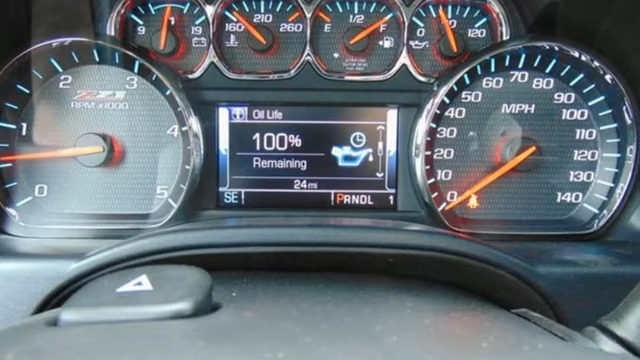 9 19
160 210 260
E 1/2 F
0 120
Z71
RPM x1000
0 1 2 3 4 5
Oil Life
100%
Remaining
24 mi
SE PRNDL 1
MPH
0 10 20 30 40 50 60 70 80 90 100 110 120 130 140